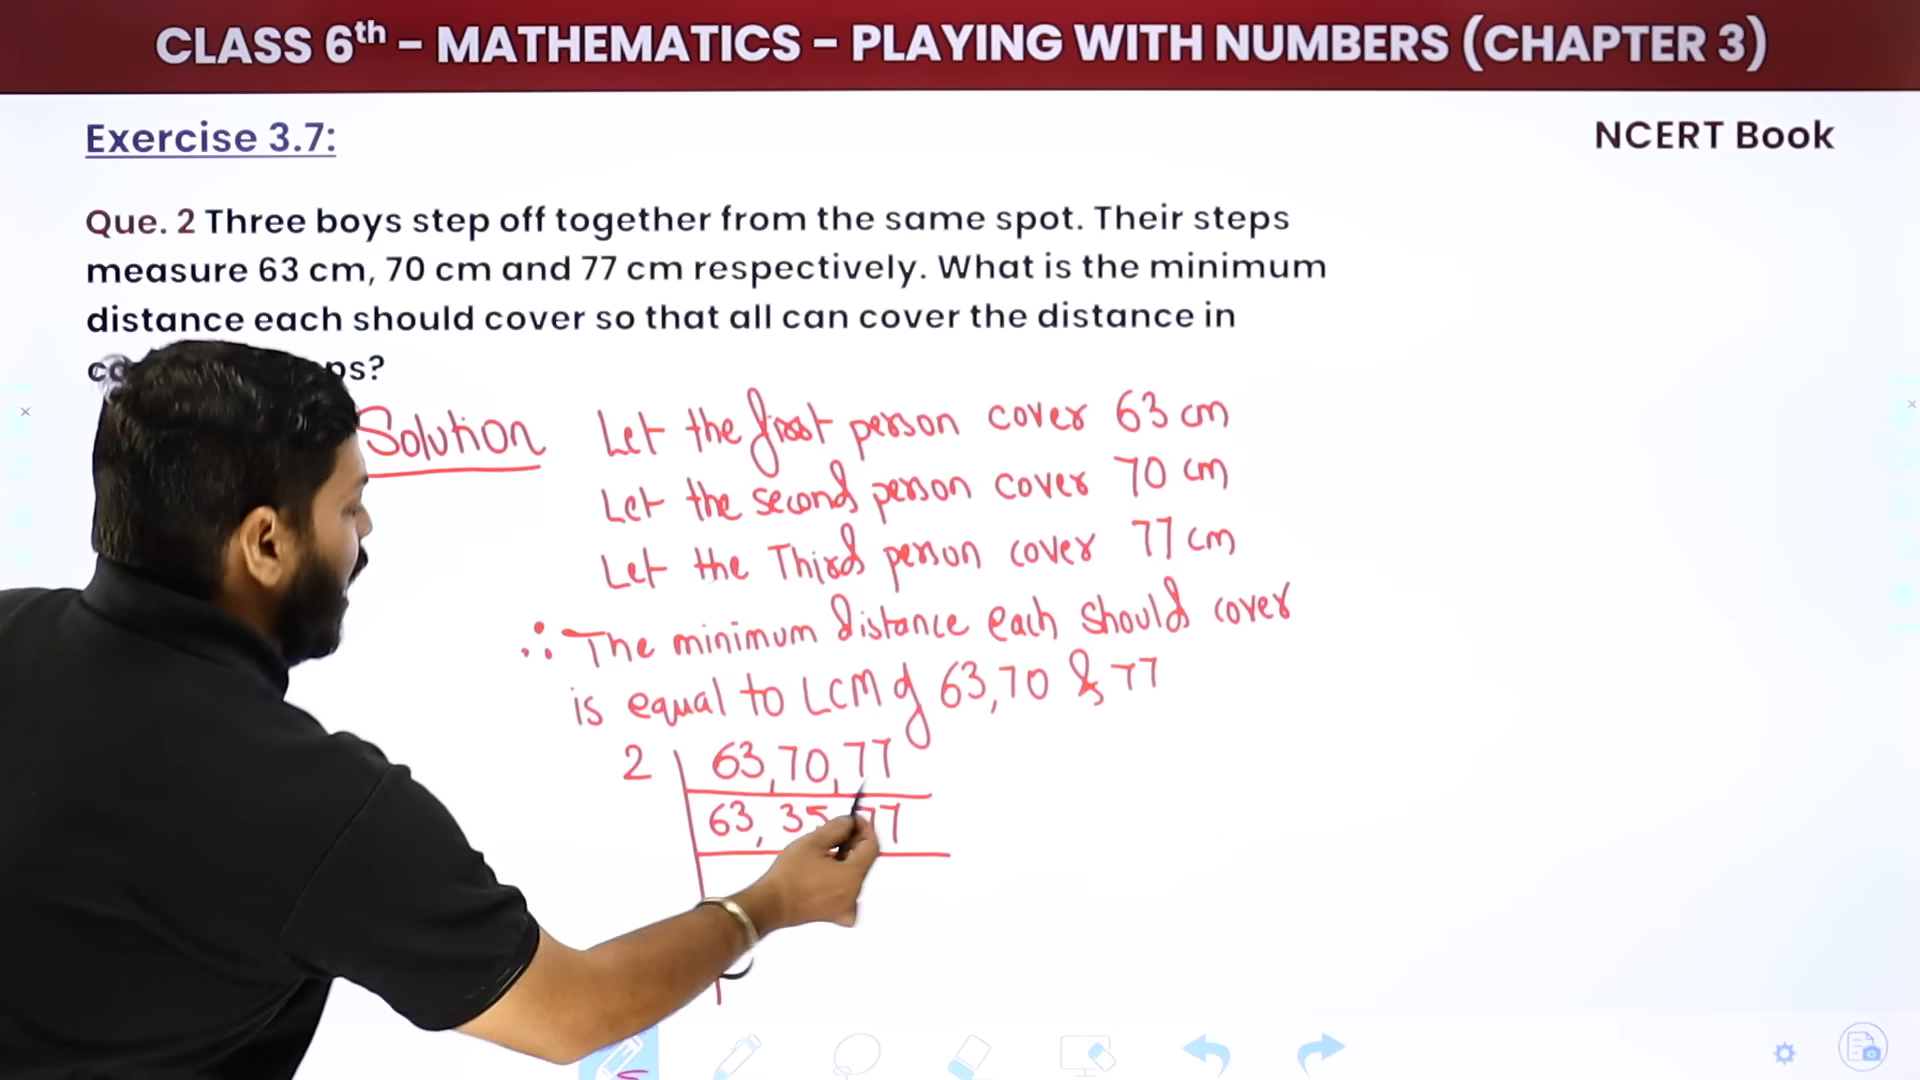 CLASS 6th - MATHEMATICS - PLAYING WITH NUMBERS (CHAPTER 3)
Exercise 3.7:
NCERT Book
Que. 2 Three boys step off together from the same spot. Their steps
measure 63 cm, 70 cm and 77 cm respectively. What is the minimum
distance each should cover so that all can cover the distance in
Solution
Let the first person cover 63 cm
Let the second person cover 70 cm
Let the Third person cover 77 cm
∴ The minimum distance each should cover
is equal to LCM of 63, 70 & 77
2 63, 70, 77
63, 35 77